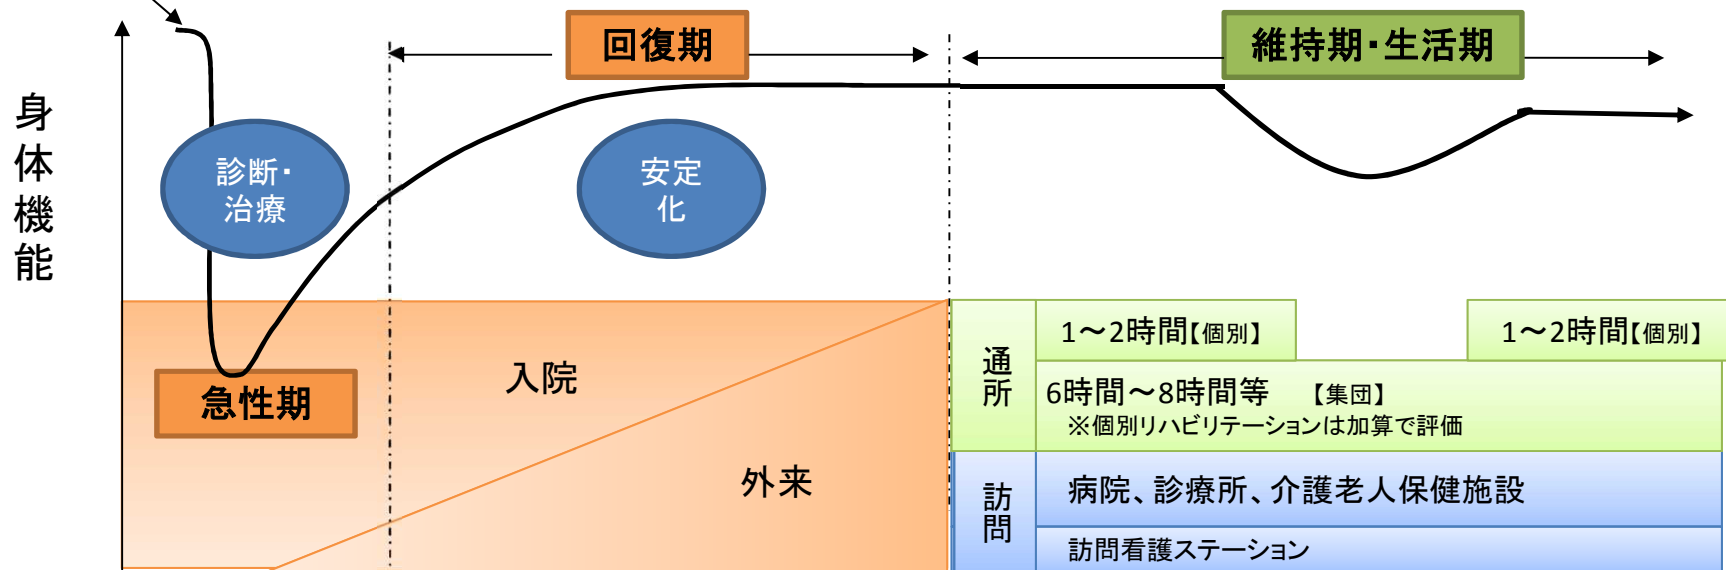 身体機能
回復期
維持期・生活期
診断・
治療
安定
化
急性期
入院
外来
通所
1～2時間【個別】
1～2時間【個別】
6時間～8時間等 【集団】
※個別リハビリテーションは加算で評価
訪問
病院、診療所、介護老人保健施設
訪問看護ステーション